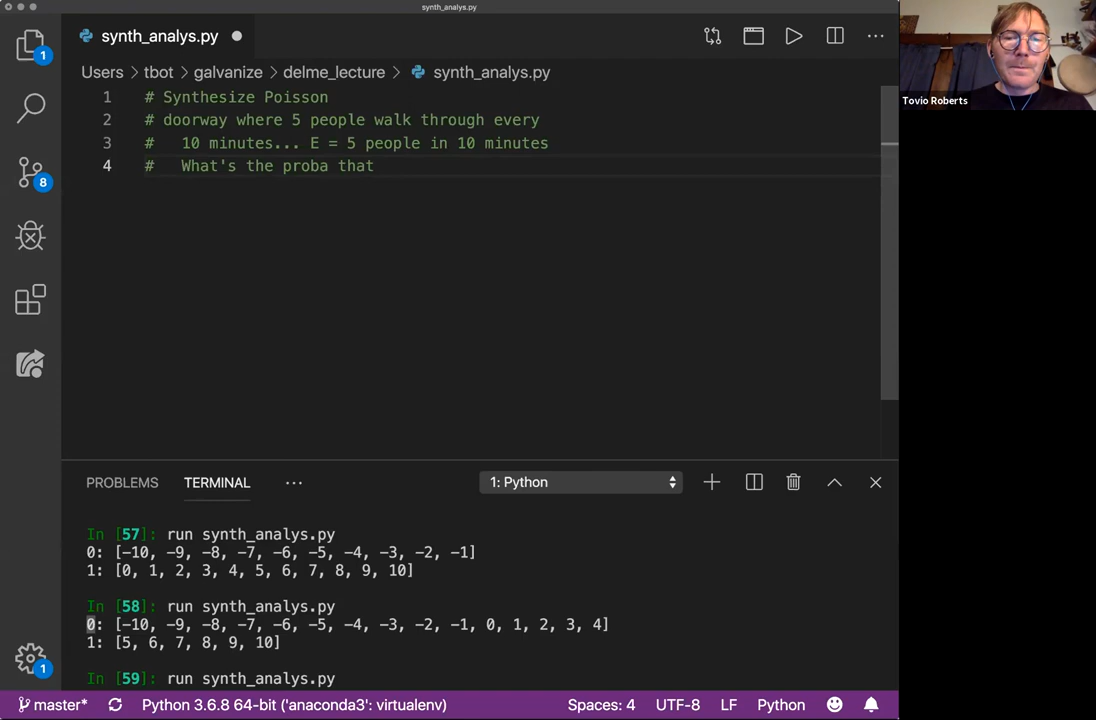 synth_analys.py
synth_analys.py
Tovio Roberts
Users > tbot > galvanize > delme_lecture > synth_analys.py
1 # Synthesize Poisson
2 # doorway where 5 people walk through every
3 #   10 minutes... E = 5 people in 10 minutes
4 #   What's the proba that
1
8
PROBLEMS TERMINAL ... 1: Python
In [57]: run synth_analys.py
0: [-10, -9, -8, -7, -6, -5, -4, -3, -2, -1]
1: [0, 1, 2, 3, 4, 5, 6, 7, 8, 9, 10]
In [58]: run synth_analys.py
0: [-10, -9, -8, -7, -6, -5, -4, -3, -2, -1, 0, 1, 2, 3, 4]
1: [5, 6, 7, 8, 9, 10]
In [59]: run synth_analys.py
1
master* Python 3.6.8 64-bit ('anaconda3': virtualenv) Spaces: 4 UTF-8 LF Python